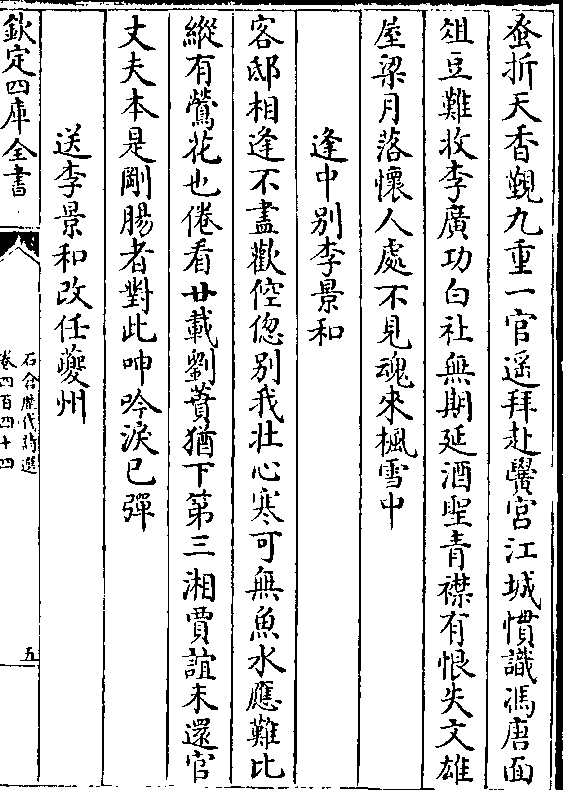 蚤折天香覲九重一官遥拜赴黌宮江城慣識馮唐面
俎豆難收李廣功白社無期延酒聖青襟有恨失文雄
屋梁月落懷人處不見魂來楓雪中
逢中別李景和
客邸相逢不盡歡倥偬別我壯心寒可無魚水應難比
縱有鶯花也倦看廿載劉蕡猶下第三湘賈誼未還官
丈夫本是剛腸者對此呻吟淚已彈
送李景和改任夔州
欽定四庫全書
石倉歷代詩選
卷四百四十四
五